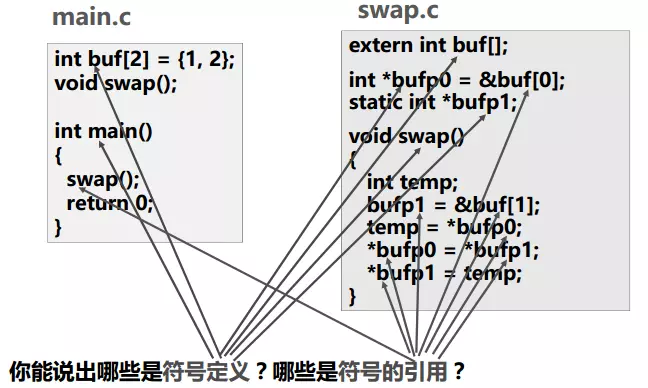 main.c
int buf[2] = {1, 2};
void swap();
int main()
{
swap();
return 0;
}
swap.c
extern int buf[];
int *bufp0 = &buf[0];
static int *bufp1;
void swap()
{
int temp;
bufp1 = &buf[1];
temp = *bufp0;
*bufp0 = *bufp1;
*bufp1 = temp;
}
你能说出哪些是符号定义？哪些是符号的引用？